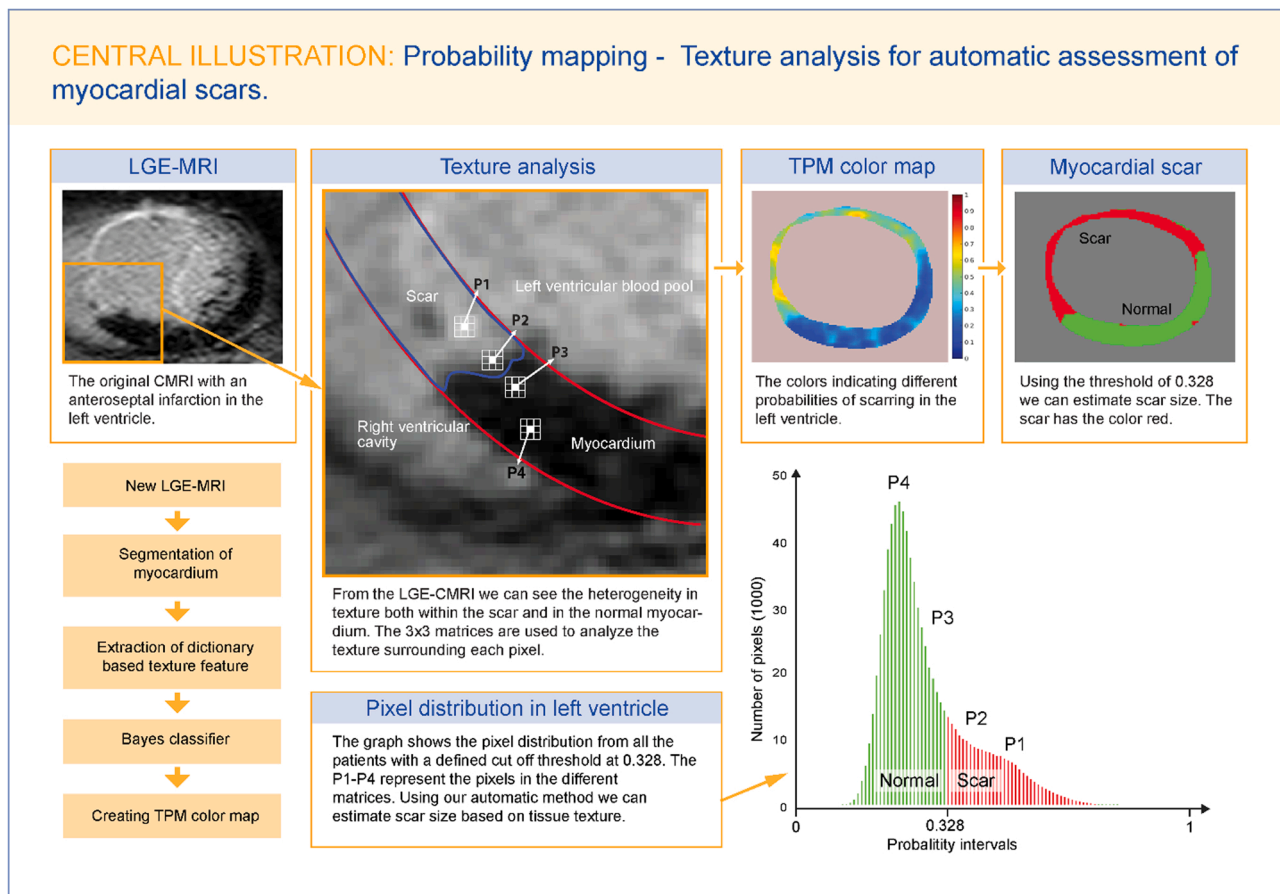 CENTRAL ILLUSTRATION: Probability mapping - Texture analysis for automatic assessment of
myocardial scars.
LGE-MRI
The original CMRI with an
anteroseptal infarction in the
left ventricle.
Texture analysis
Scar
P1
Left ventricular blood pool
P2
P3
Right ventricular
cavity
Myocardium
P4
From the LGE-CMRI we can see the heterogeneity in
texture both within the scar and in the normal myocar-
dium. The 3x3 matrices are used to analyze the
texture surrounding each pixel.
TPM color map
1
0.9
0.8
0.7
0.6
0.5
0.4
0.3
0.2
0.1
0
The colors indicating different
probabilities of scarring in the
left ventricle.
Myocardial scar
Scar
Normal
Using the threshold of 0.328
we can estimate scar size. The
scar has the color red.
New LGE-MRI
Segmentation of
myocardium
Extraction of dictionary
based texture feature
Bayes classifier
Creating TPM color map
Pixel distribution in left ventricle
The graph shows the pixel distribution from all the
patients with a defined cut off threshold at 0.328. The
P1-P4 represent the pixels in the different
matrices. Using our automatic method we can
estimate scar size based on tissue texture.
Number of pixels (1000)
50
40
30
20
10
0
P4
P3
P2
P1
Normal
Scar
0
0.328
1
Probalitity intervals